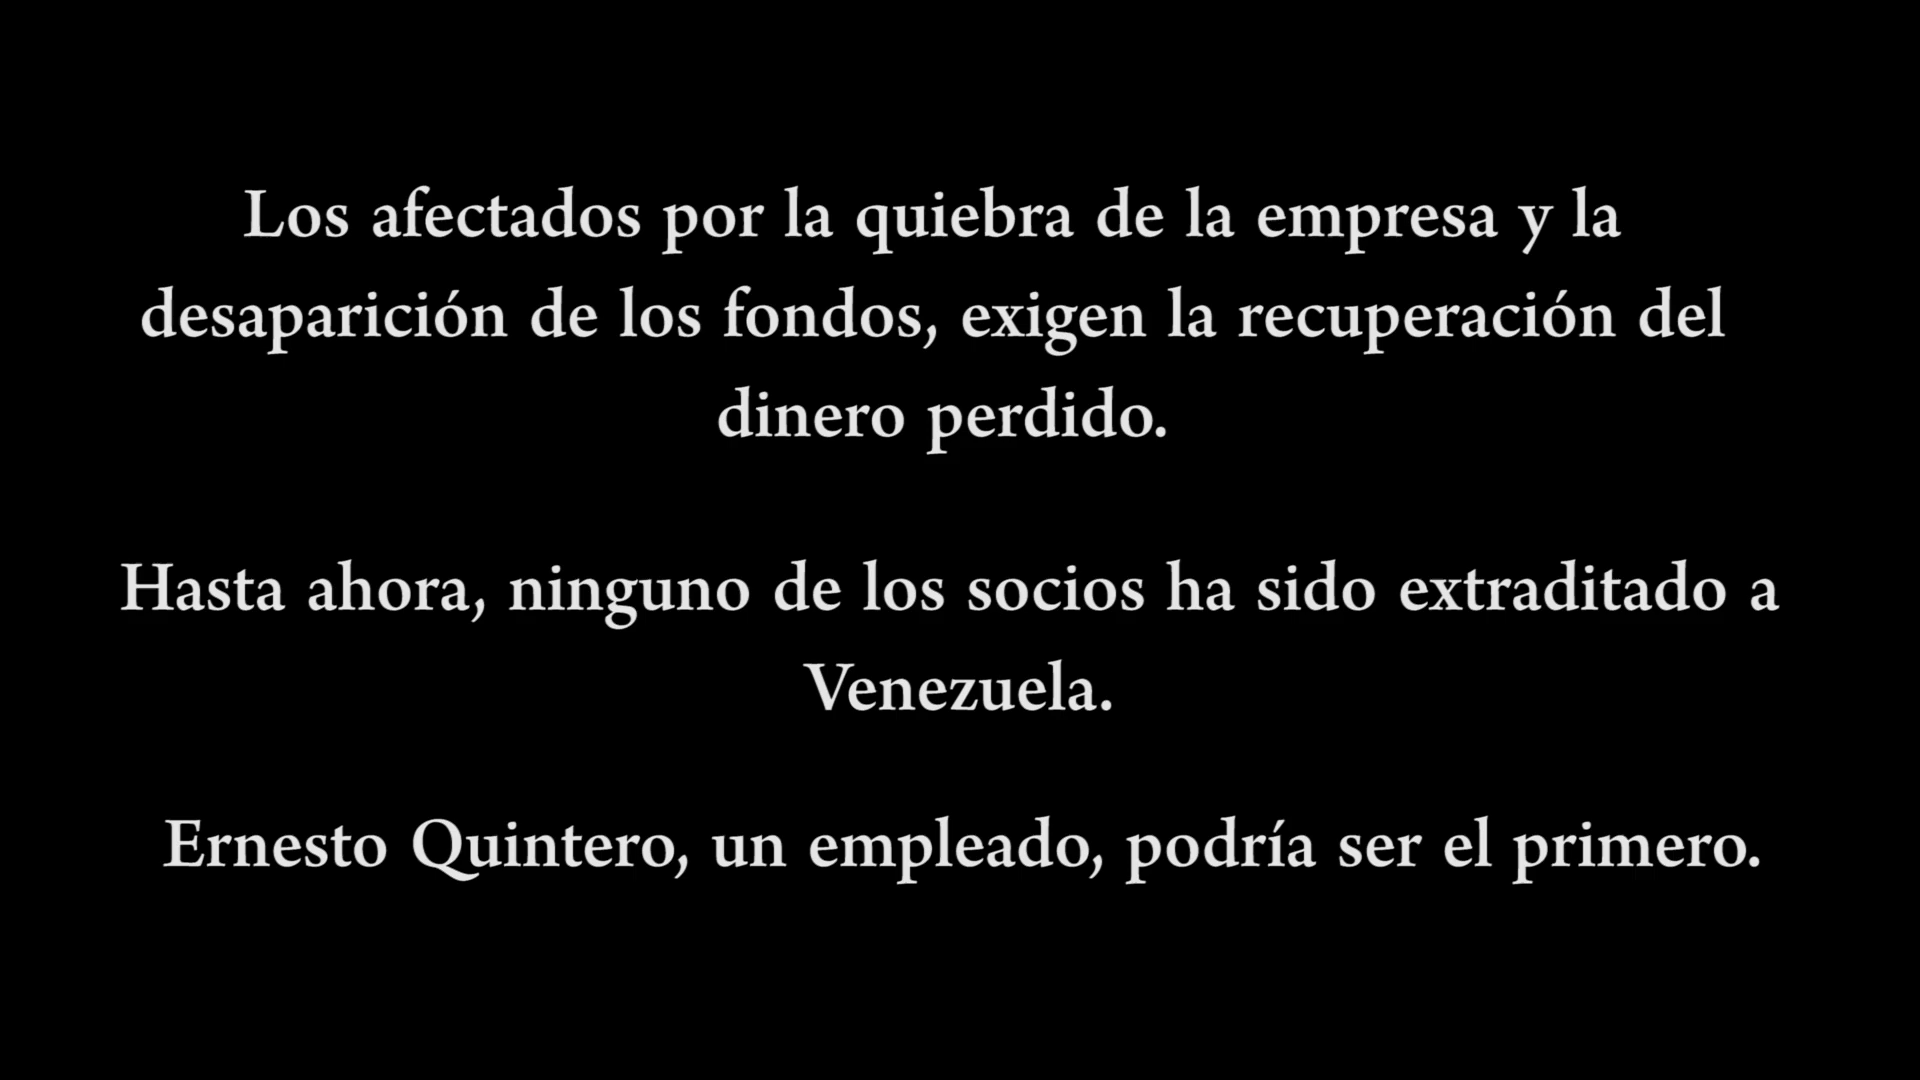 Los afectados por la quiebra de la empresa y la
desaparición de los fondos, exigen la recuperación del
dinero perdido.
Hasta ahora, ninguno de los socios ha sido extraditado a
Venezuela.
Ernesto Quintero, un empleado, podría ser el primero.